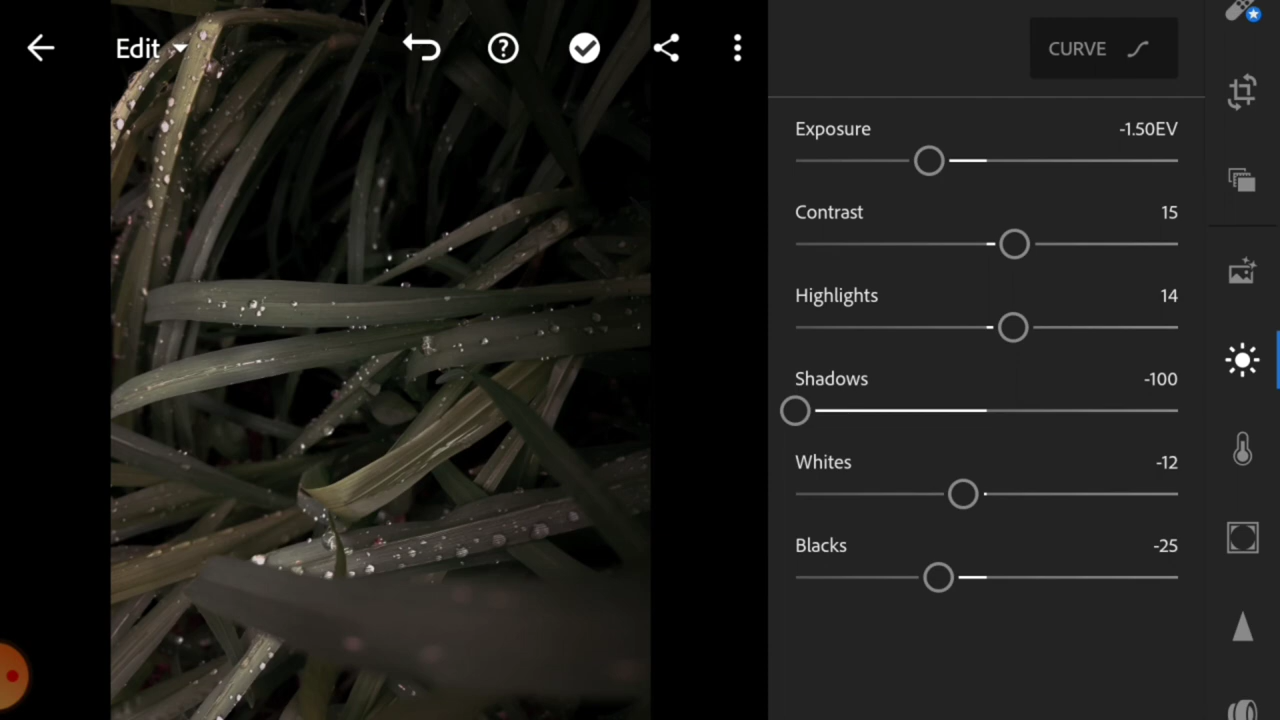 Edit
CURVE
Exposure -1.50EV
Contrast 15
Highlights 14
Shadows -100
Whites -12
Blacks -25